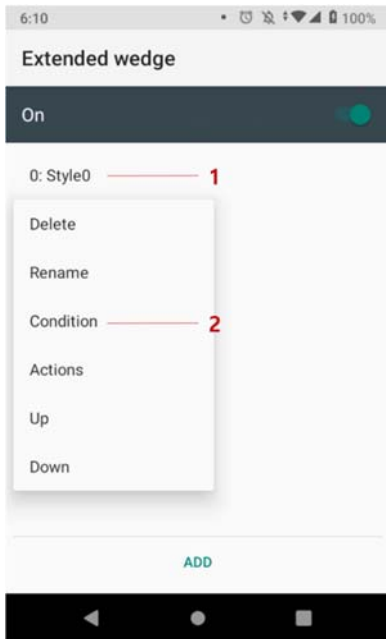 6:10
100%
Extended wedge
On
0: Style0
1
Delete
Rename
Condition
2
Actions
Up
Down
ADD